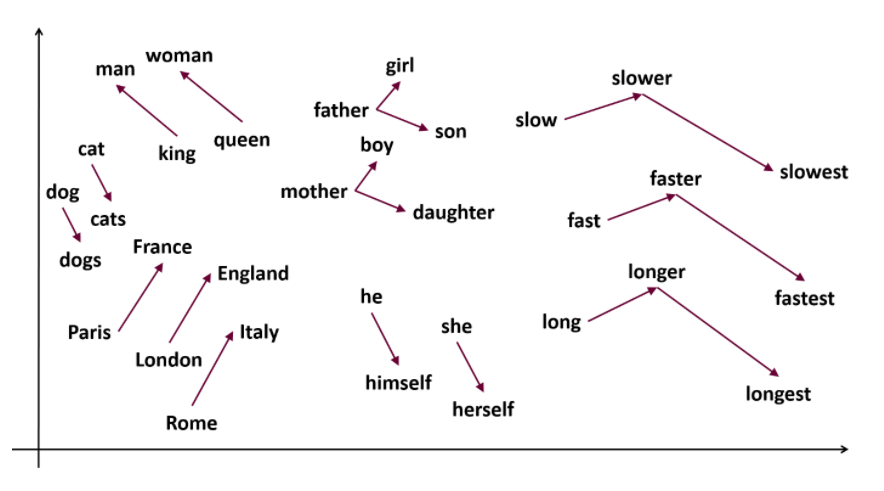 man
woman
king
queen
cat
cats
dog
dogs
France
Paris
England
London
Italy
Rome
father
girl
son
mother
boy
daughter
he
himself
she
herself
slow
slower
slowest
fast
faster
fastest
long
longer
longest